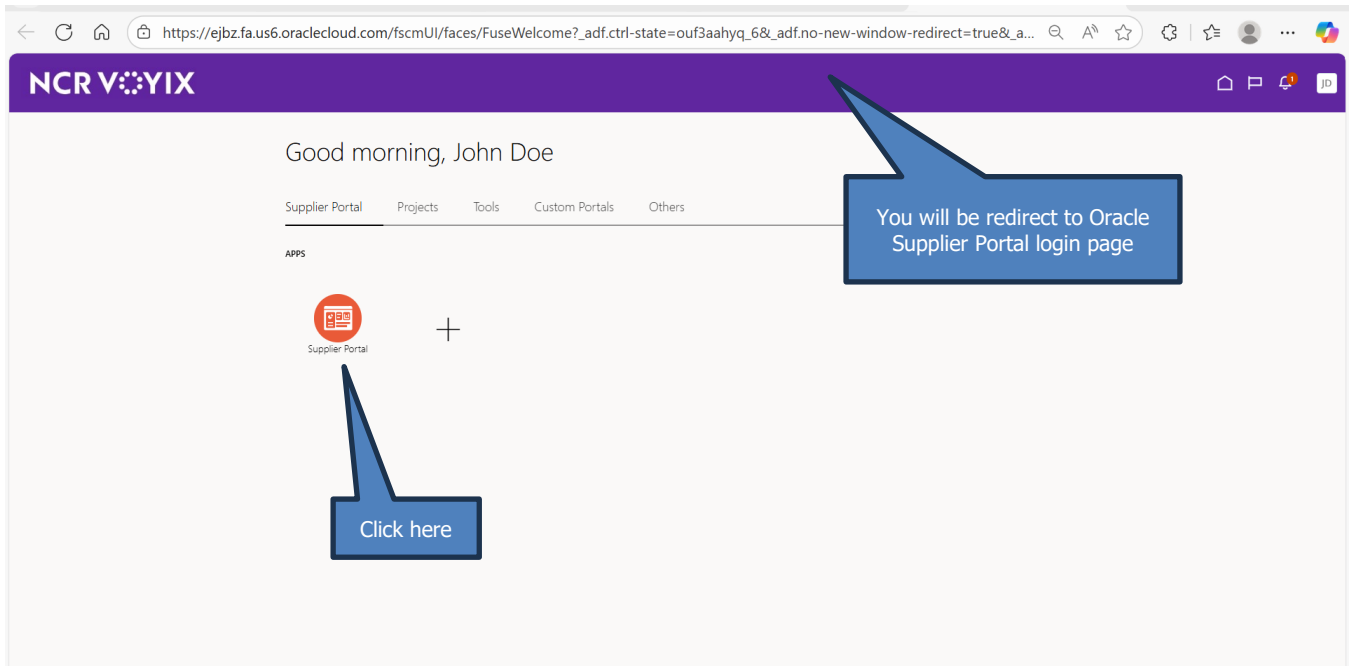 https://ejbz.fa.us6.oraclecloud.com/fscmUI/faces/FuseWelcome?_adf.ctrl-state=ouf3aahyq_6&_adf.no-new-window-redirect=true&_a...
NCR VOYIX
1
JD
Good morning, John Doe
Supplier Portal Projects Tools Custom Portals Others
You will be redirect to Oracle
Supplier Portal login page
APPS
Supplier Portal
Click here